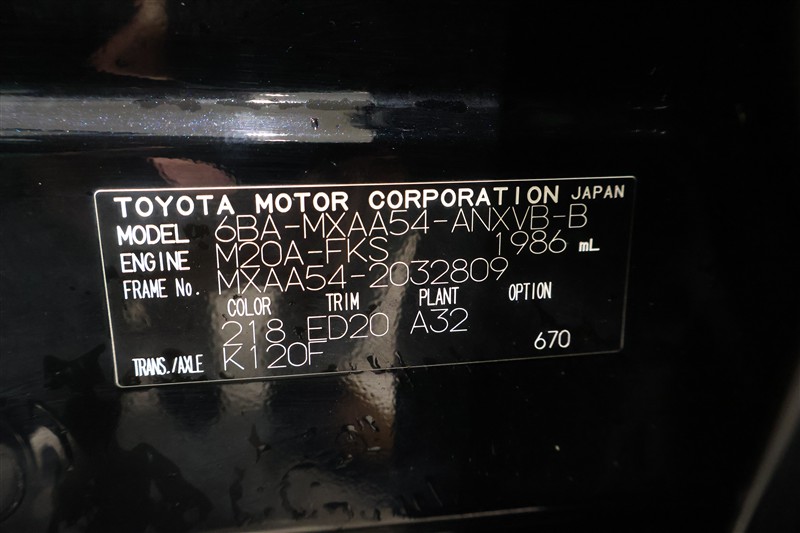 TOYOTA MOTOR CORPORATION JAPAN
MODEL 6BA-MXAA54-ANXVB-B
ENGINE M20A-FKS 1986 mL
FRAME No. MXAA54-2032809
COLOR TRIM PLANT OPTION
218 ED20 A32
TRANS./AXLE K120F 670